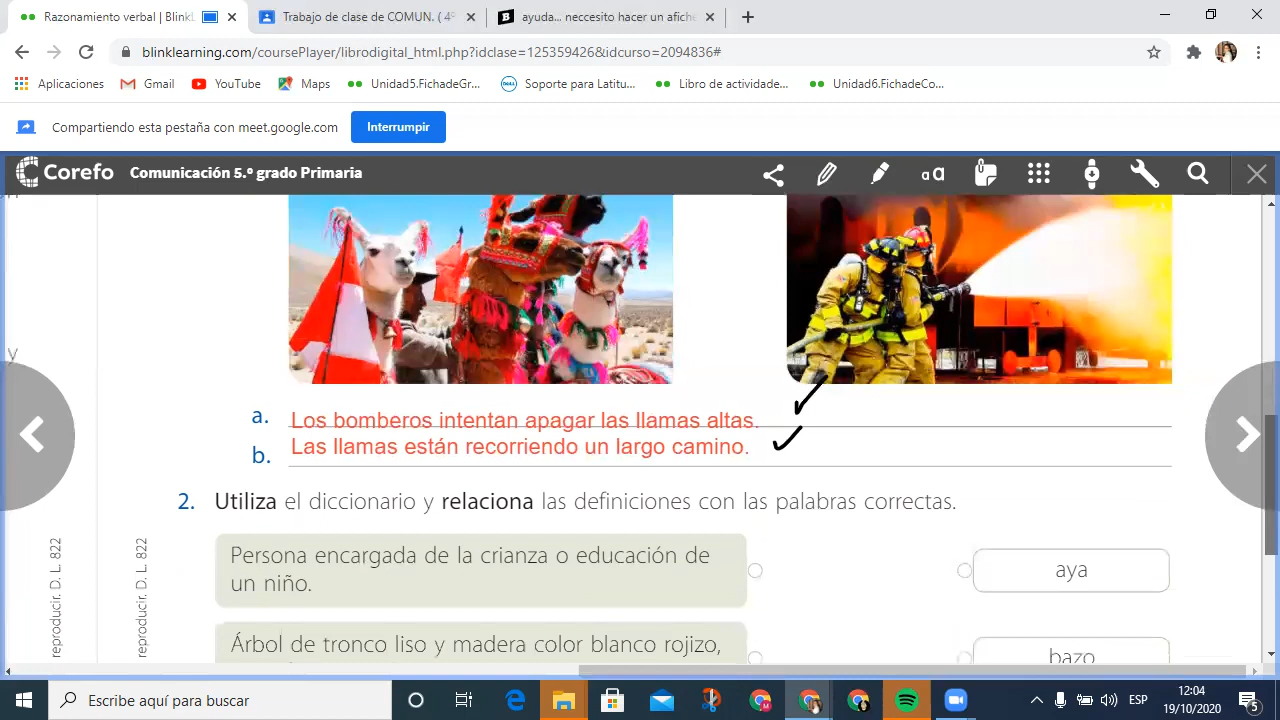 Razonamiento verbal | Blink
Trabajo de clase de COMUN. ( 4º
ayuda... neccesito hacer un afiche
blinklearning.com/coursePlayer/librodigital_html.php?idclase=125359426&idcurso=2094836#
Aplicaciones Gmail YouTube Maps Unidad5.FichadeGr... Soporte para Latitu... Libro de actividade... Unidad6.FichadeCo...
Compartiendo esta pestaña con meet.google.com Interrumpir
Corefo Comunicación 5.º grado Primaria
a. Los bomberos intentan apagar las llamas altas.
b. Las llamas están recorriendo un largo camino.
2. Utiliza el diccionario y relaciona las definiciones con las palabras correctas.
Persona encargada de la crianza o educación de
un niño.
aya
Árbol de tronco liso y madera color blanco rojizo,
bazo
reproducir. D. L. 822
reproducir. D. L. 822
y
Escribe aquí para buscar
ESP
12:04
19/10/2020
5